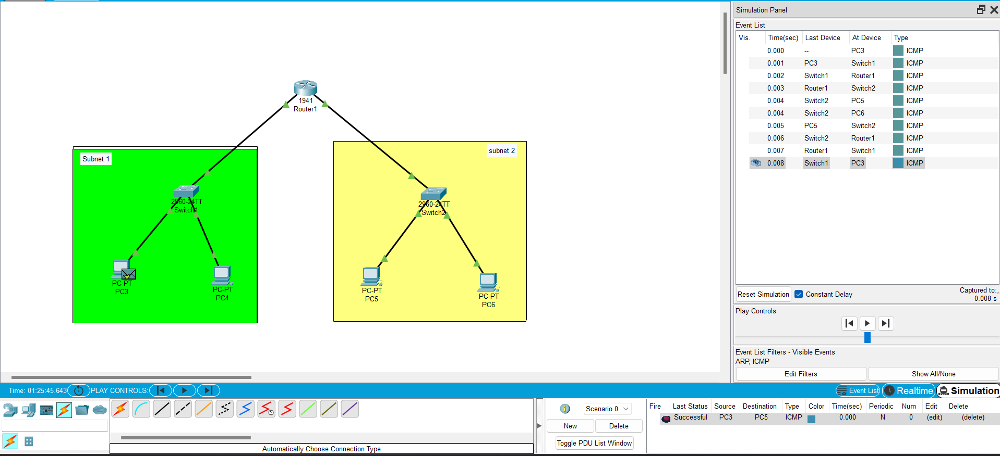 Simulation Panel
Event List
Vis. Time(sec) Last Device At Device Type
0.000 -- PC3 ICMP
0.001 PC3 Switch1 ICMP
0.002 Switch1 Router1 ICMP
0.003 Router1 Switch2 ICMP
0.004 Switch2 PC5 ICMP
0.004 Switch2 PC6 ICMP
0.005 PC5 Switch2 ICMP
0.006 Switch2 Router1 ICMP
0.007 Router1 Switch1 ICMP
0.008 Switch1 PC3 ICMP
1941
Router1
Subnet 1
subnet 2
2960-24TT
Switch1
2960-24TT
Switch2
PC-PT
PC3
PC-PT
PC4
PC-PT
PC5
PC-PT
PC6
Reset Simulation Constant Delay Captured to:
0.008 s
Play Controls
Event List Filters - Visible Events
ARP, ICMP
Edit Filters Show All/None
Time: 01:25:45.643 PLAY CONTROLS: Event List Realtime Simulation
1 Scenario 0
New Delete
Toggle PDU List Window
Fire Last Status Source Destination Type Color Time(sec) Periodic Num Edit Delete
Successful PC3 PC5 ICMP 0.000 N 0 (edit) (delete)
Automatically Choose Connection Type